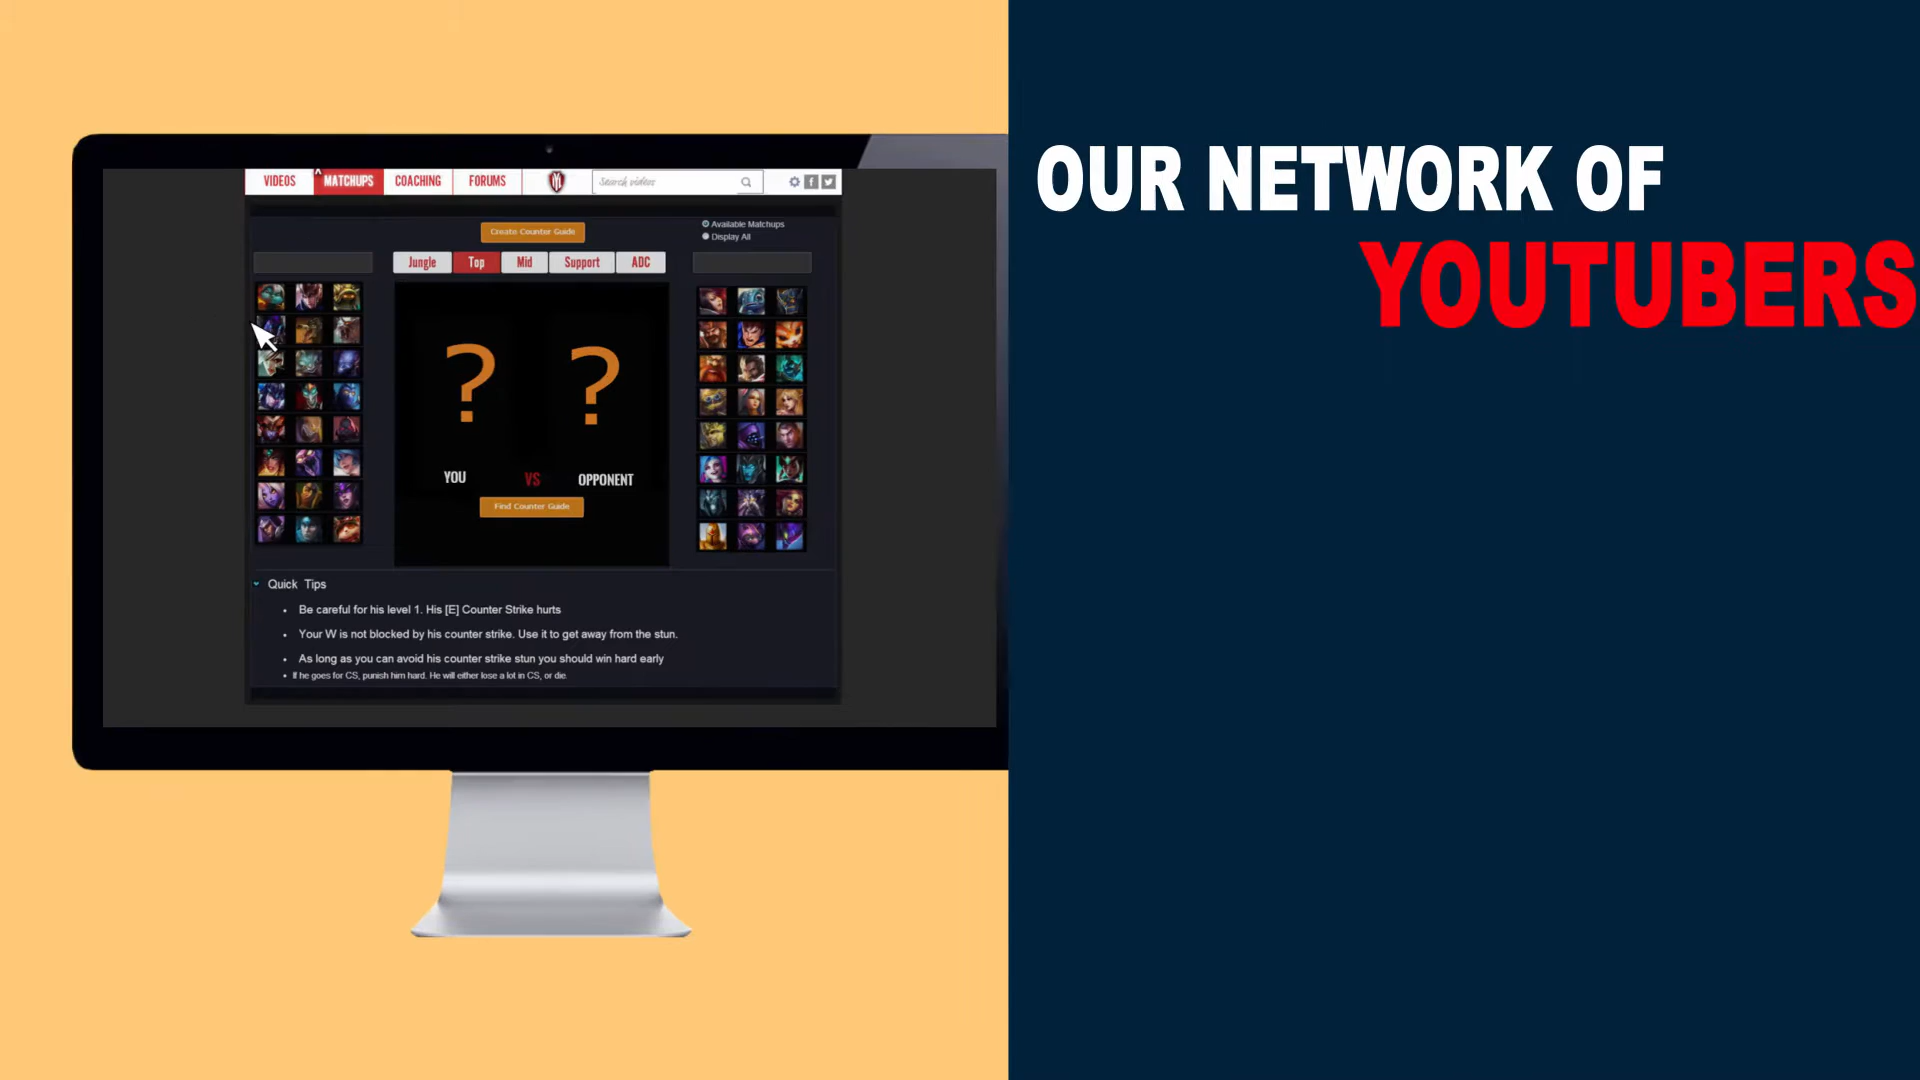 VIDEOS MATCHUPS COACHING FORUMS Search videos
Create Counter Guide
Available Matchups
Display All
Jungle Top Mid Support ADC
? ?
YOU VS OPPONENT
Find Counter Guide
Quick Tips
• Be careful for his level 1. His [E] Counter Strike hurts
• Your W is not blocked by his counter strike. Use it to get away from the stun.
• As long as you can avoid his counter strike stun you should win hard early
• If he goes for CS, punish him hard. He will either lose a lot in CS, or die.
OUR NETWORK OF
YOUTUBERS